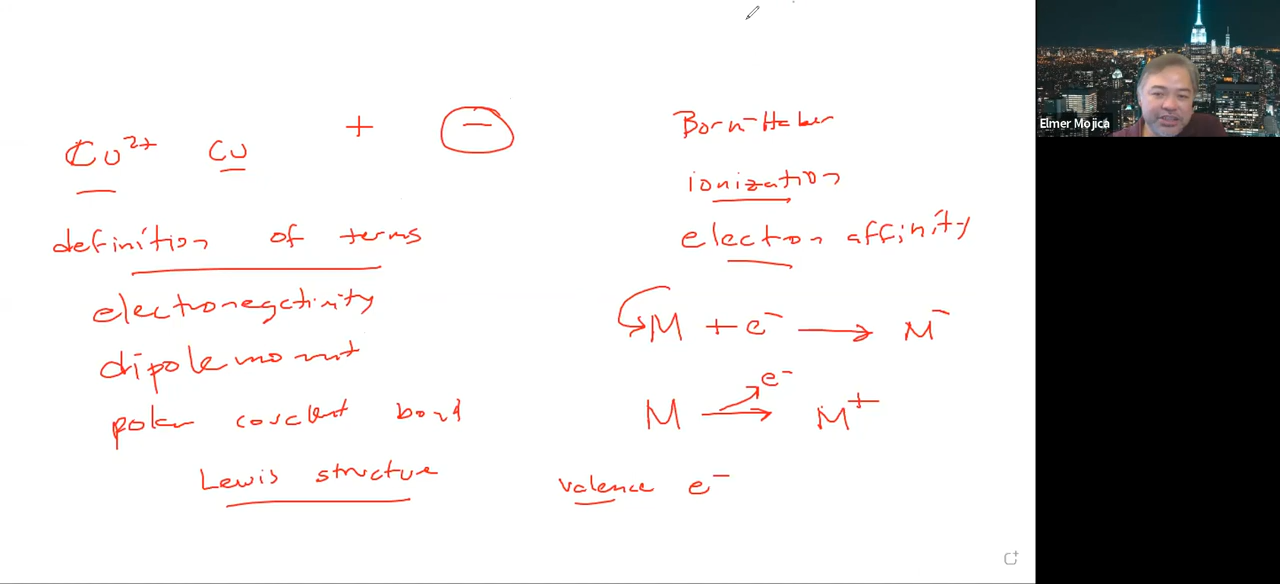 Cu²⁺ Cu + −
definition of terms
electronegativity
dipole moment
polar covalent bond
Lewis structure
Born-Haber
ionization
electron affinity
M + e⁻ → M⁻
M → M⁺
e⁻
valence e⁻
Elmer Mojica